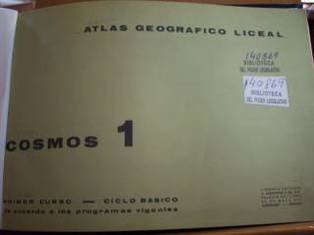 ATLAS GEOGRAFICO LICEAL
140869
BIBLIOTECA
DEL PODER LEGISLATIVO
140869
BIBLIOTECA
DEL PODER LEGISLATIVO
COSMOS 1
PRIMER CURSO — CICLO BASICO
de acuerdo a los programas vigentes